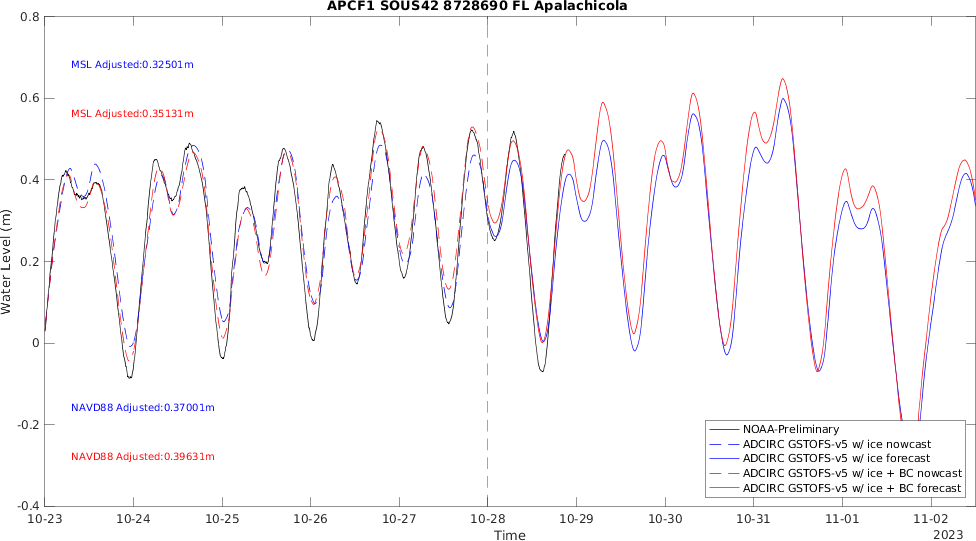 APCF1 SOUS42 8728690 FL Apalachicola
0.8
0.6
0.4
0.2
0
-0.2
-0.4
Water Level (m)
MSL Adjusted:0.32501m
MSL Adjusted:0.35131m
NAVD88 Adjusted:0.37001m
NAVD88 Adjusted:0.39631m
NOAA-Preliminary
ADCIRC GSTOFS-v5 w/ ice nowcast
ADCIRC GSTOFS-v5 w/ ice forecast
ADCIRC GSTOFS-v5 w/ ice + BC nowcast
ADCIRC GSTOFS-v5 w/ ice + BC forecast
10-23 10-24 10-25 10-26 10-27 10-28 10-29 10-30 10-31 11-01 11-02
Time
2023